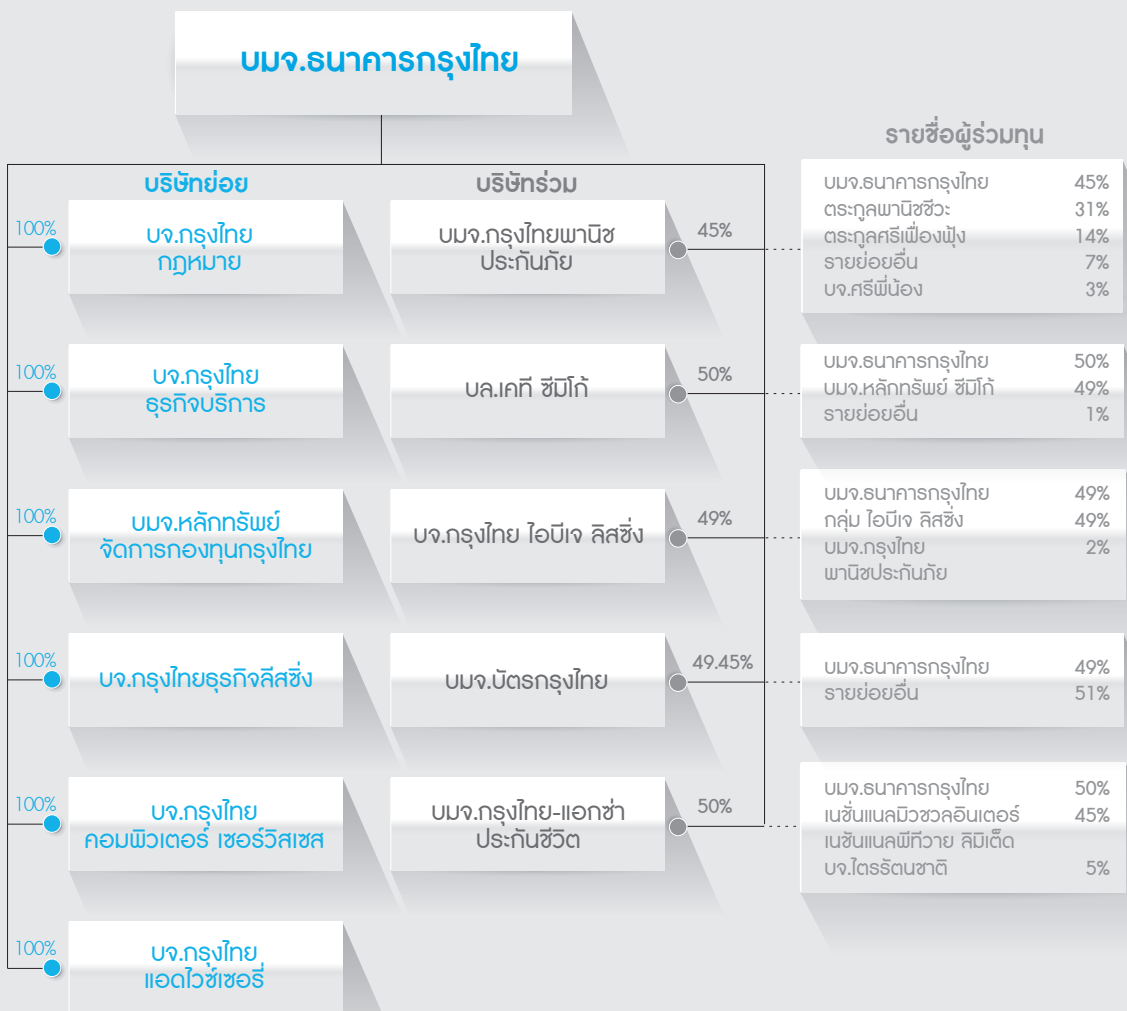 บมจ.ธนาคารกรุงไทย
บริษัทย่อย
100%
บจ.กรุงไทย
กฎหมาย
100%
บจ.กรุงไทย
ธุรกิจบริการ
100%
บมจ.หลักทรัพย์
จัดการกองทุนกรุงไทย
100%
บจ.กรุงไทยธุรกิจลีสซิ่ง
100%
บจ.กรุงไทย
คอมพิวเตอร์ เซอร์วิสเซส
100%
บจ.กรุงไทย
แอดไวซ์เซอรี่
บริษัทร่วม
บมจ.กรุงไทยพานิช
ประกันภัย
45%
บล.เคที ซีมิโก้
50%
บจ.กรุงไทย ไอบีเจ ลิสซิ่ง
49%
บมจ.บัตรกรุงไทย
49.45%
บมจ.กรุงไทย-แอกซ่า
ประกันชีวิต
50%
รายชื่อผู้ร่วมทุน
บมจ.ธนาคารกรุงไทย 45%
ตระกูลพานิชชีวะ 31%
ตระกูลศรีเฟื่องฟุ้ง 14%
รายย่อยอื่น 7%
บจ.ศรีพี่น้อง 3%
บมจ.ธนาคารกรุงไทย 50%
บมจ.หลักทรัพย์ ซีมิโก้ 49%
รายย่อยอื่น 1%
บมจ.ธนาคารกรุงไทย 49%
กลุ่ม ไอบีเจ ลิสซิ่ง 49%
บมจ.กรุงไทย 2%
พานิชประกันภัย
บมจ.ธนาคารกรุงไทย 49%
รายย่อยอื่น 51%
บมจ.ธนาคารกรุงไทย 50%
เนชั่นแนลมิวชวลอินเตอร์ 45%
เนชันแนลพีทีวาย ลิมิเต็ด
บจ.ไตรรัตนชาติ 5%